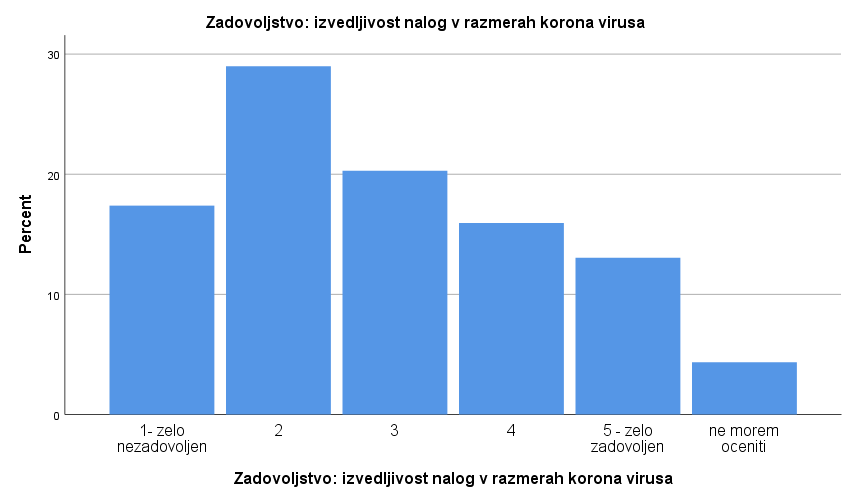 Zadovoljstvo: izvedljivost nalog v razmerah korona virusa
30
20
10
0
Percent
1- zelo
nezadovoljen
2
3
4
5 - zelo
zadovoljen
ne morem
oceniti
Zadovoljstvo: izvedljivost nalog v razmerah korona virusa